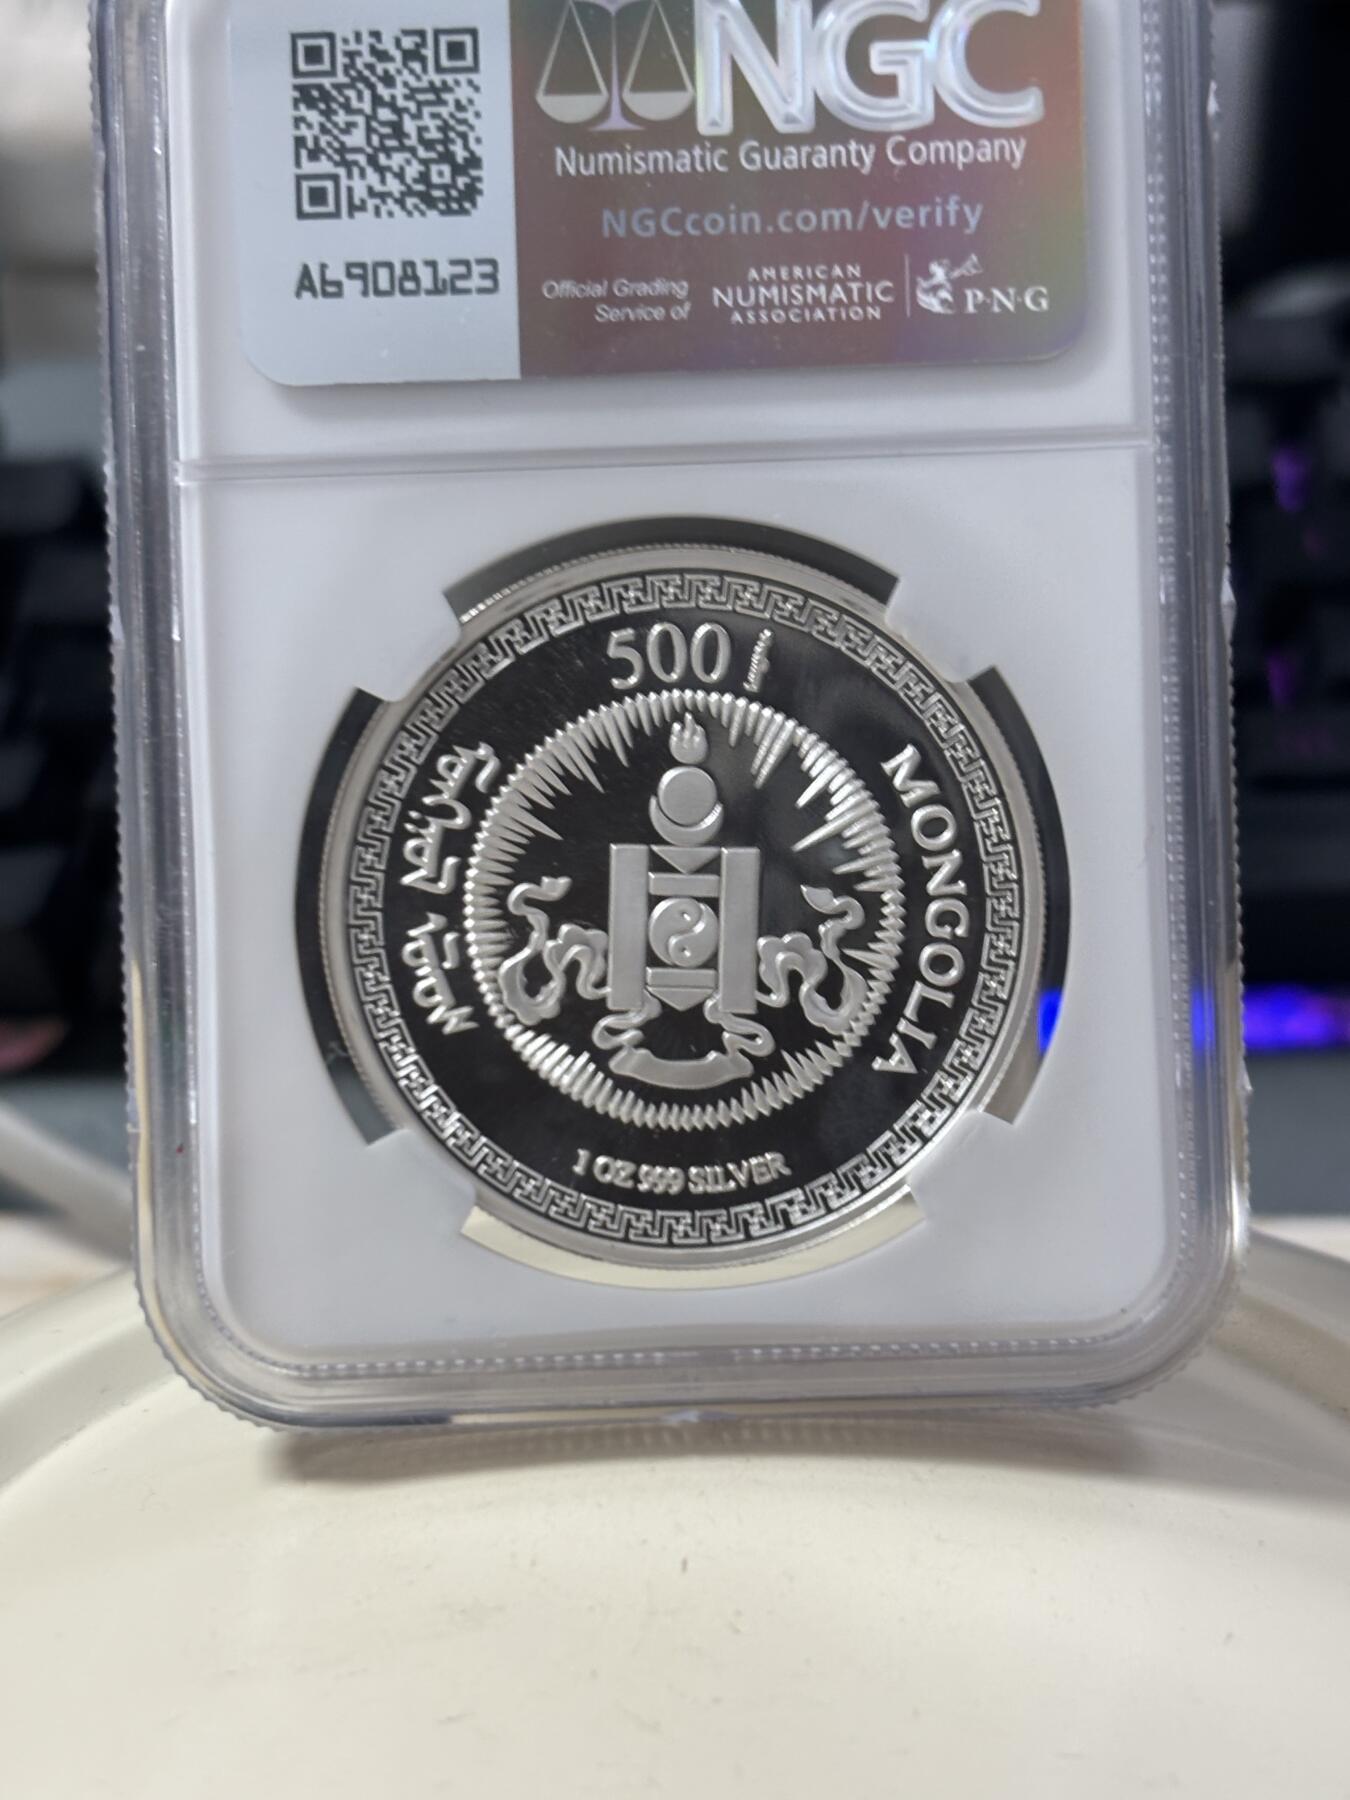 NGC
Numismatic Guaranty Company
NGCcoin.com/verify
A6908123
Official Grading
Service of
AMERICAN
NUMISMATIC
ASSOCIATION
P·N·G
500
MONGOLIA
1 OZ 999 SILVER